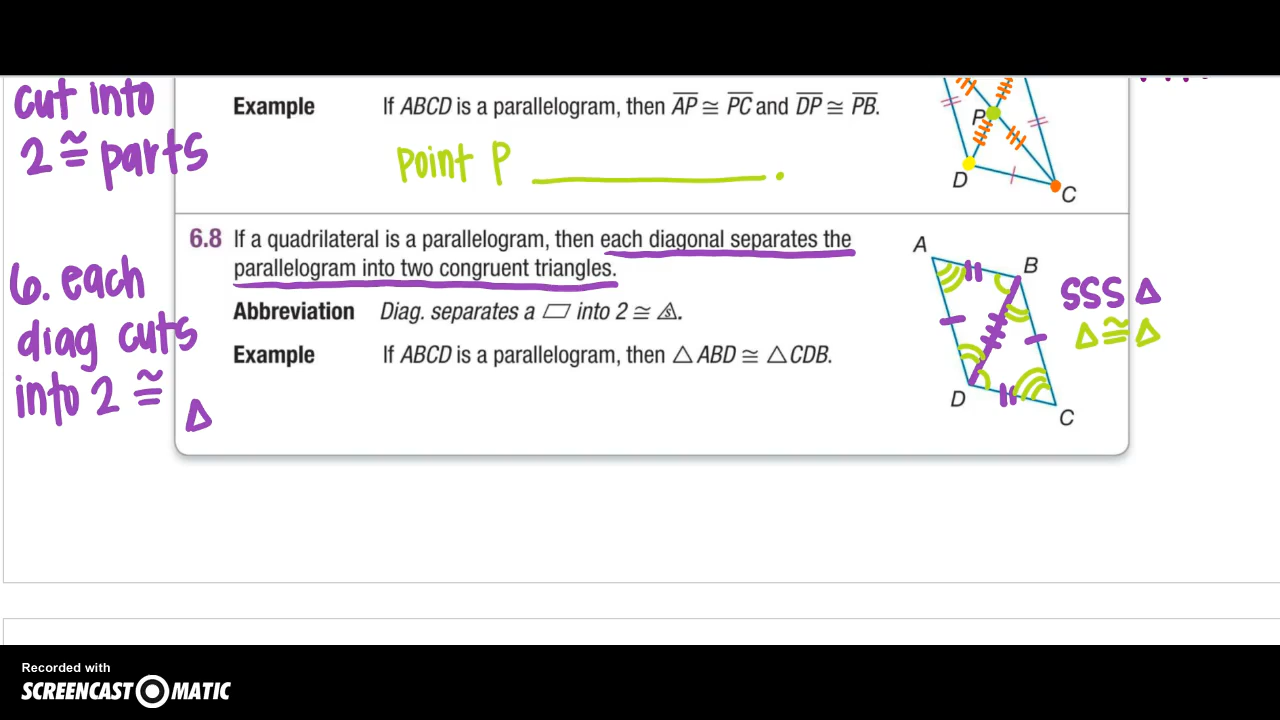 cut into
2 ≅ parts
Example If ABCD is a parallelogram, then AP ≅ PC and DP ≅ PB.
point P ____________.
P
D
C
6.8 If a quadrilateral is a parallelogram, then each diagonal separates the
parallelogram into two congruent triangles.
Abbreviation Diag. separates a ▱ into 2 ≅ △s.
Example If ABCD is a parallelogram, then △ABD ≅ △CDB.
6. each
diag cuts
into 2 ≅
△
A
B
D
C
SSS △
△≅△
Recorded with
SCREENCAST-O-MATIC